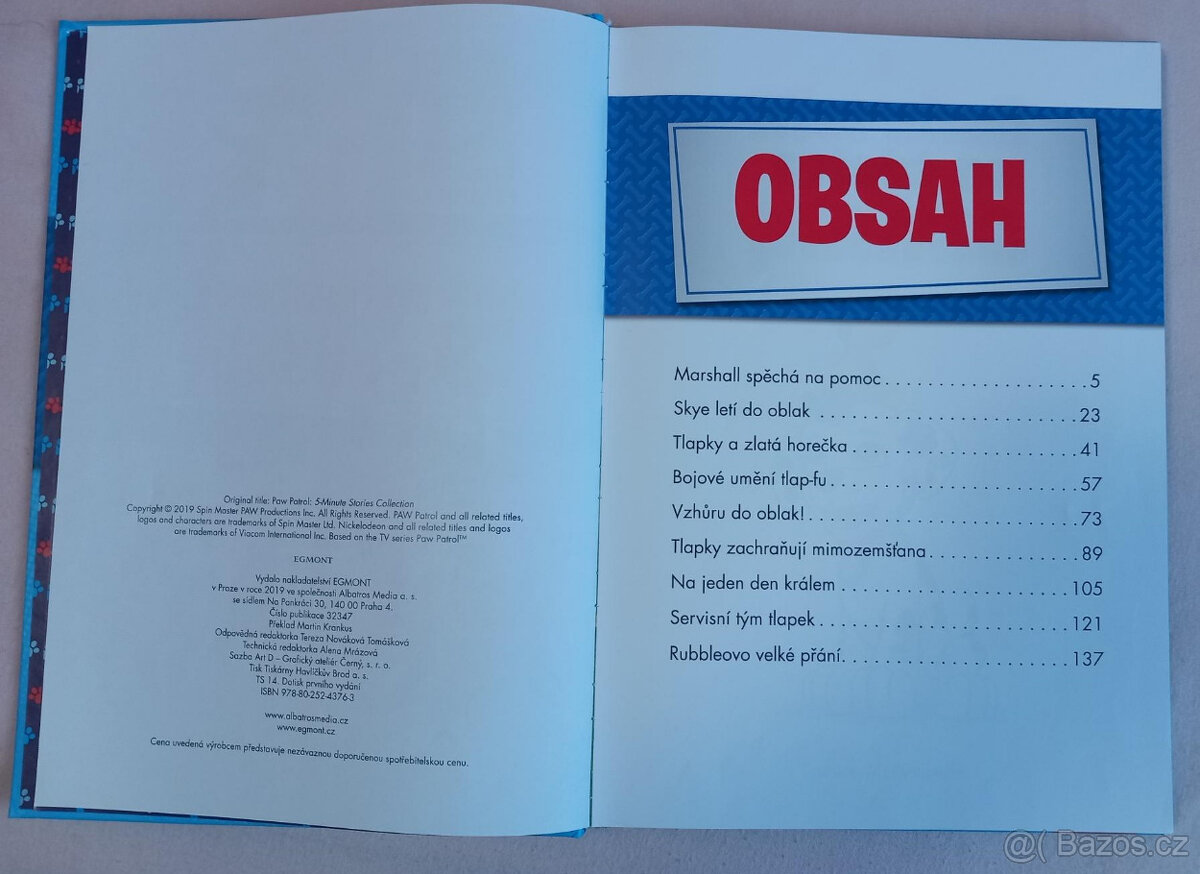 Original title: Paw Patrol: 5-Minute Stories Collection
Copyright © 2019 Spin Master PAW Productions Inc. All Rights Reserved. PAW Patrol and all related titles,
logos and characters are trademarks of Spin Master Ltd. Nickelodeon and all related titles and logos
are trademarks of Viacom International Inc. Based on the TV series Paw Patrol™
EGMONT
Vydalo nakladatelství EGMONT
v Praze v roce 2019 ve společnosti Albatros Media a. s.
se sídlem Na Pankráci 30, 140 00 Praha 4.
Číslo publikace 32347
Překlad Martin Krankus
Odpovědná redaktorka Tereza Nováková Tomášková
Technická redaktorka Alena Mrázová
Sazba Art D – Grafický ateliér Černý, s. r. o.
Tisk Tiskárny Havlíčkův Brod a. s.
TS 14. Dotisk prvního vydání
ISBN 978-80-252-4376-3
www.albatrosmedia.cz
www.egmont.cz
Cena uvedená výrobcem představuje nezávaznou doporučenou spotřebitelskou cenu.
OBSAH
Marshall spěchá na pomoc . . . . . . . . . . . . . . . . . . . 5
Skye letí do oblak . . . . . . . . . . . . . . . . . . . . . . . . 23
Tlapky a zlatá horečka . . . . . . . . . . . . . . . . . . . . . 41
Bojové umění tlap-fu . . . . . . . . . . . . . . . . . . . . . . . 57
Vzhůru do oblak! . . . . . . . . . . . . . . . . . . . . . . . . . 73
Tlapky zachraňují mimozemšťana . . . . . . . . . . . . . . 89
Na jeden den králem . . . . . . . . . . . . . . . . . . . . . . 105
Servisní tým tlapek . . . . . . . . . . . . . . . . . . . . . . . . 121
Rubbleovo velké přání . . . . . . . . . . . . . . . . . . . . . 137
@( Bazos.cz